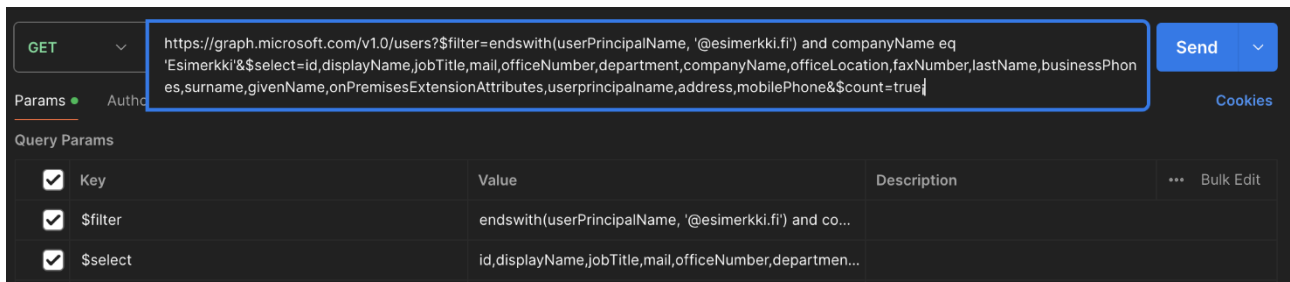 GET
https://graph.microsoft.com/v1.0/users?$filter=endswith(userPrincipalName, '@esimerkki.fi') and companyName eq
'Esimerkki'&$select=id,displayName,jobTitle,mail,officeNumber,department,companyName,officeLocation,faxNumber,lastName,businessPhon
es,surname,givenName,onPremisesExtensionAttributes,userprincipalname,address,mobilePhone&$count=true;
Send
Params Autho Cookies
Query Params
Key Value Description ••• Bulk Edit
$filter endswith(userPrincipalName, '@esimerkki.fi') and co...
$select id,displayName,jobTitle,mail,officeNumber,departmen...